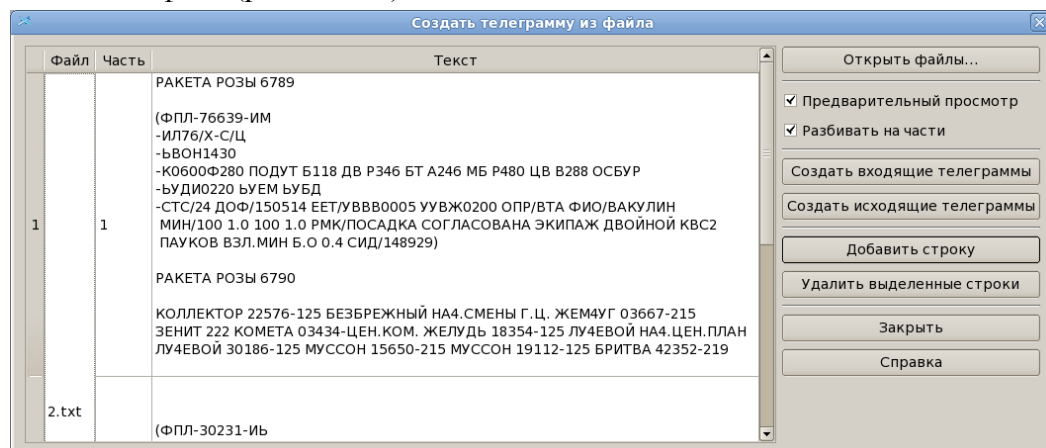 Создать телеграмму из файла
Файл Часть Текст
1
2.txt
1
РАКЕТА РОЗЫ 6789
(ФПЛ-76639-ИМ
-ИЛ76/Х-С/Ц
-ЬВОН1430
-К0600Ф280 ПОДУТ Б118 ДВ Р346 БТ А246 МБ Р480 ЦВ В288 ОСБУР
-ЬУДИ0220 ЬУЕМ ЬУБД
-СТС/24 ДОФ/150514 ЕЕТ/УВВВ0005 УУВЖ0200 ОПР/ВТА ФИО/ВАКУЛИН
МИН/100 1.0 100 1.0 РМК/ПОСАДКА СОГЛАСОВАНА ЭКИПАЖ ДВОЙНОЙ КВС2
ПАУКОВ ВЗЛ.МИН Б.О 0.4 СИД/148929)
РАКЕТА РОЗЫ 6790
КОЛЛЕКТОР 22576-125 БЕЗБРЕЖНЫЙ НА4.СМЕНЫ Г.Ц. ЖЕМ4УГ 03667-215
ЗЕНИТ 222 КОМЕТА 03434-ЦЕН.КОМ. ЖЕЛУДЬ 18354-125 ЛУ4ЕВОЙ НА4.ЦЕН.ПЛАН
ЛУ4ЕВОЙ 30186-125 МУССОН 15650-215 МУССОН 19112-125 БРИТВА 42352-219
(ФПЛ-30231-ИЬ
Открыть файлы...
Предварительный просмотр
Разбивать на части
Создать входящие телеграммы
Создать исходящие телеграммы
Добавить строку
Удалить выделенные строки
Закрыть
Справка